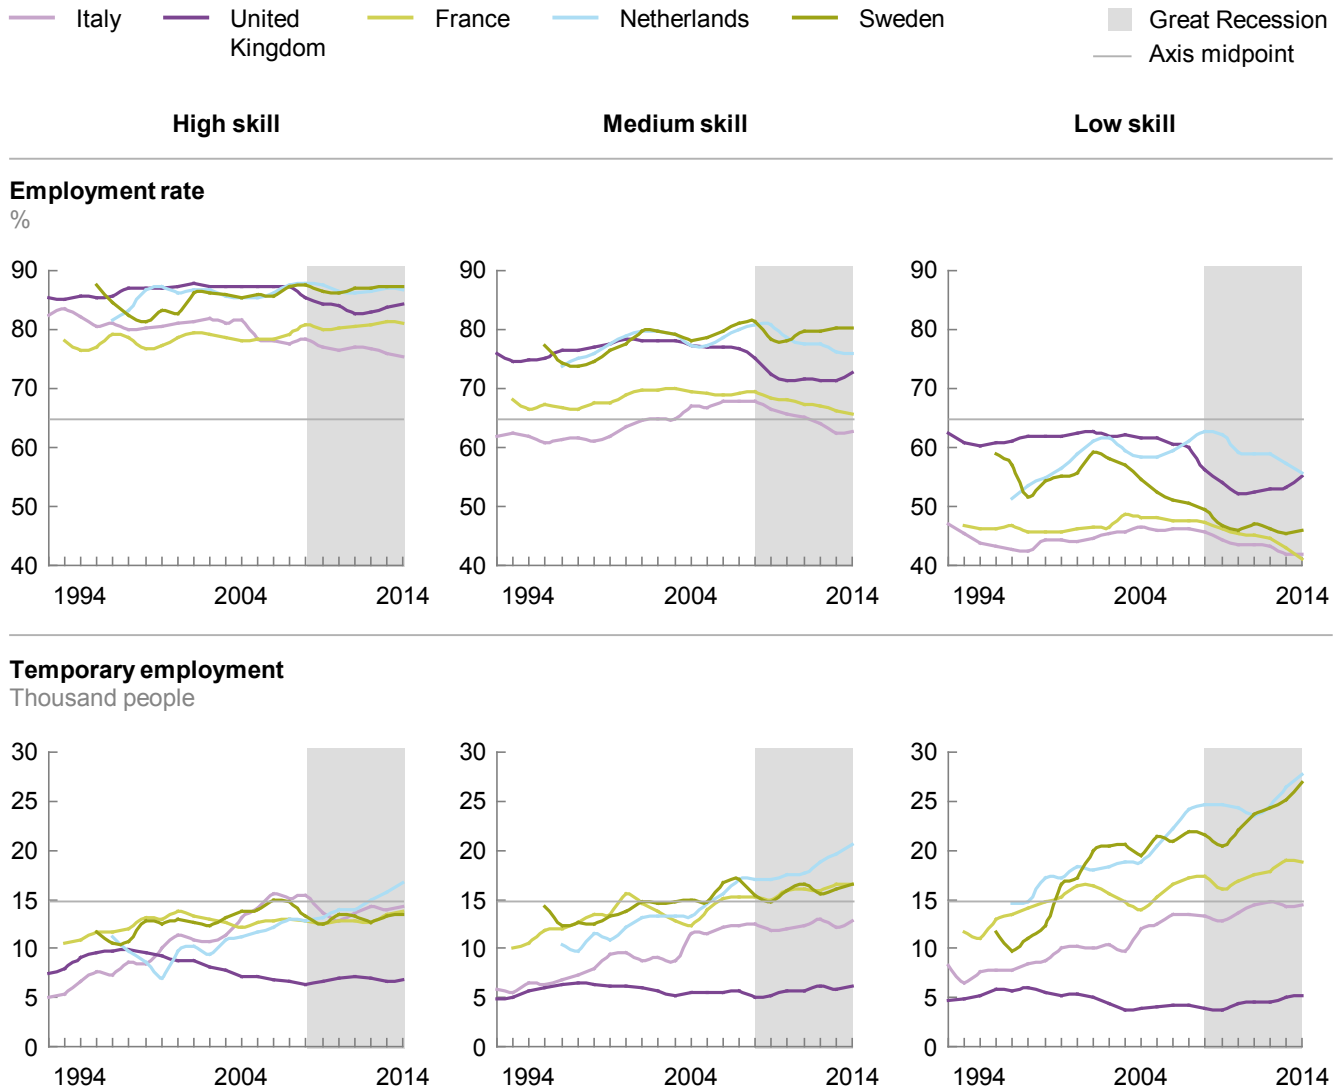 Italy United Kingdom France Netherlands Sweden Great Recession
Axis midpoint
High skill Medium skill Low skill
Employment rate
%
90 90 90
80 80 80
70 70 70
60 60 60
50 50 50
40 40 40
1994 2004 2014 1994 2004 2014 1994 2004 2014
Temporary employment
Thousand people
30 30 30
25 25 25
20 20 20
15 15 15
10 10 10
5 5 5
0 0 0
1994 2004 2014 1994 2004 2014 1994 2004 2014